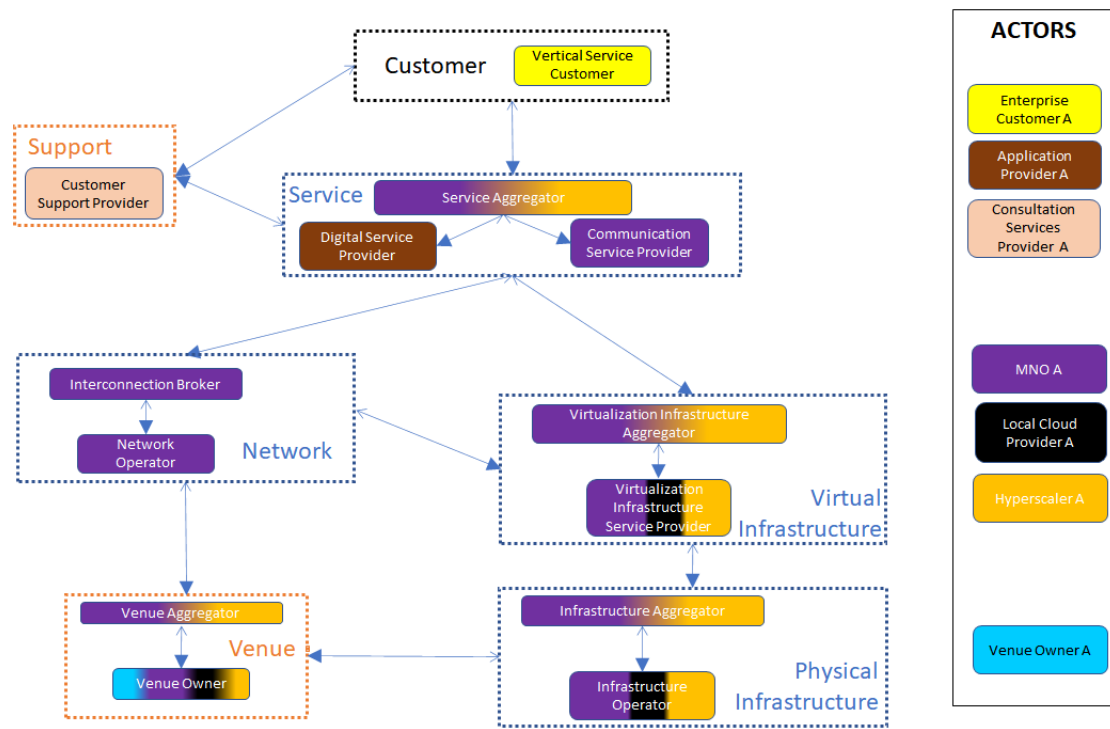 Customer
Vertical Service
Customer
Support
Customer
Support Provider
Service
Service Aggregator
Digital Service
Provider
Communication
Service Provider
Interconnection Broker
Network
Operator
Network
Virtualization Infrastructure
Aggregator
Virtualization
Infrastructure
Service Provider
Virtual
Infrastructure
Venue Aggregator
Venue
Venue Owner
Infrastructure Aggregator
Infrastructure
Operator
Physical
Infrastructure
ACTORS
Enterprise
Customer A
Application
Provider A
Consultation
Services
Provider A
MNO A
Local Cloud
Provider A
Hyperscaler A
Venue Owner A